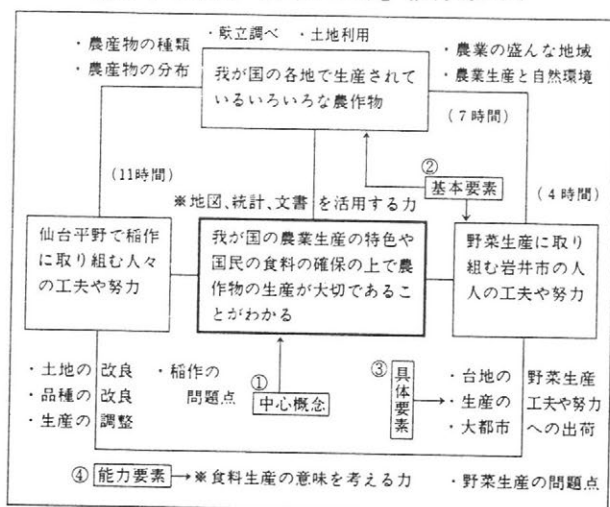 ・献立調べ ・土地利用
・農産物の種類
・農産物の分布
・農業の盛んな地域
・農業生産と自然環境
我が国の各地で生産されて
いるいろいろな農作物
(7時間)
(11時間)
②
基本要素
(4時間)
※地図、統計、文書を活用する力
仙台平野で稲作
に取り組む人々
の工夫や努力
我が国の農業生産の特色や
国民の食料の確保の上で農
作物の生産が大切であるこ
とがわかる
野菜生産に取り
組む岩井市の人
人の工夫や努力
・土地の改良
・品種の改良
・生産の調整
・稲作の
問題点
①
中心概念
③
具体要素
・台地の野菜生産
・生産の工夫や努力
・大都市への出荷
④ 能力要素→※食料生産の意味を考える力
・野菜生産の問題点